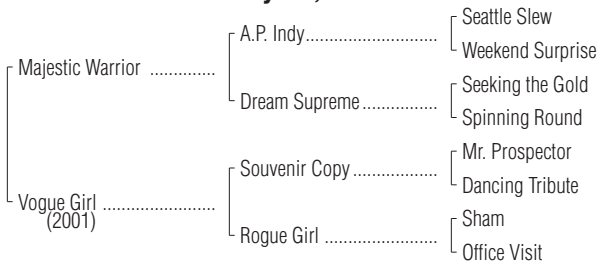 Seattle Slew
A.P. Indy..................
Weekend Surprise
Majestic Warrior ..............
Seeking the Gold
Dream Supreme.................
Spinning Round
Mr. Prospector
Souvenir Copy...................
Dancing Tribute
Vogue Girl ........................
(2001)
Sham
Rogue Girl .........................
Office Visit